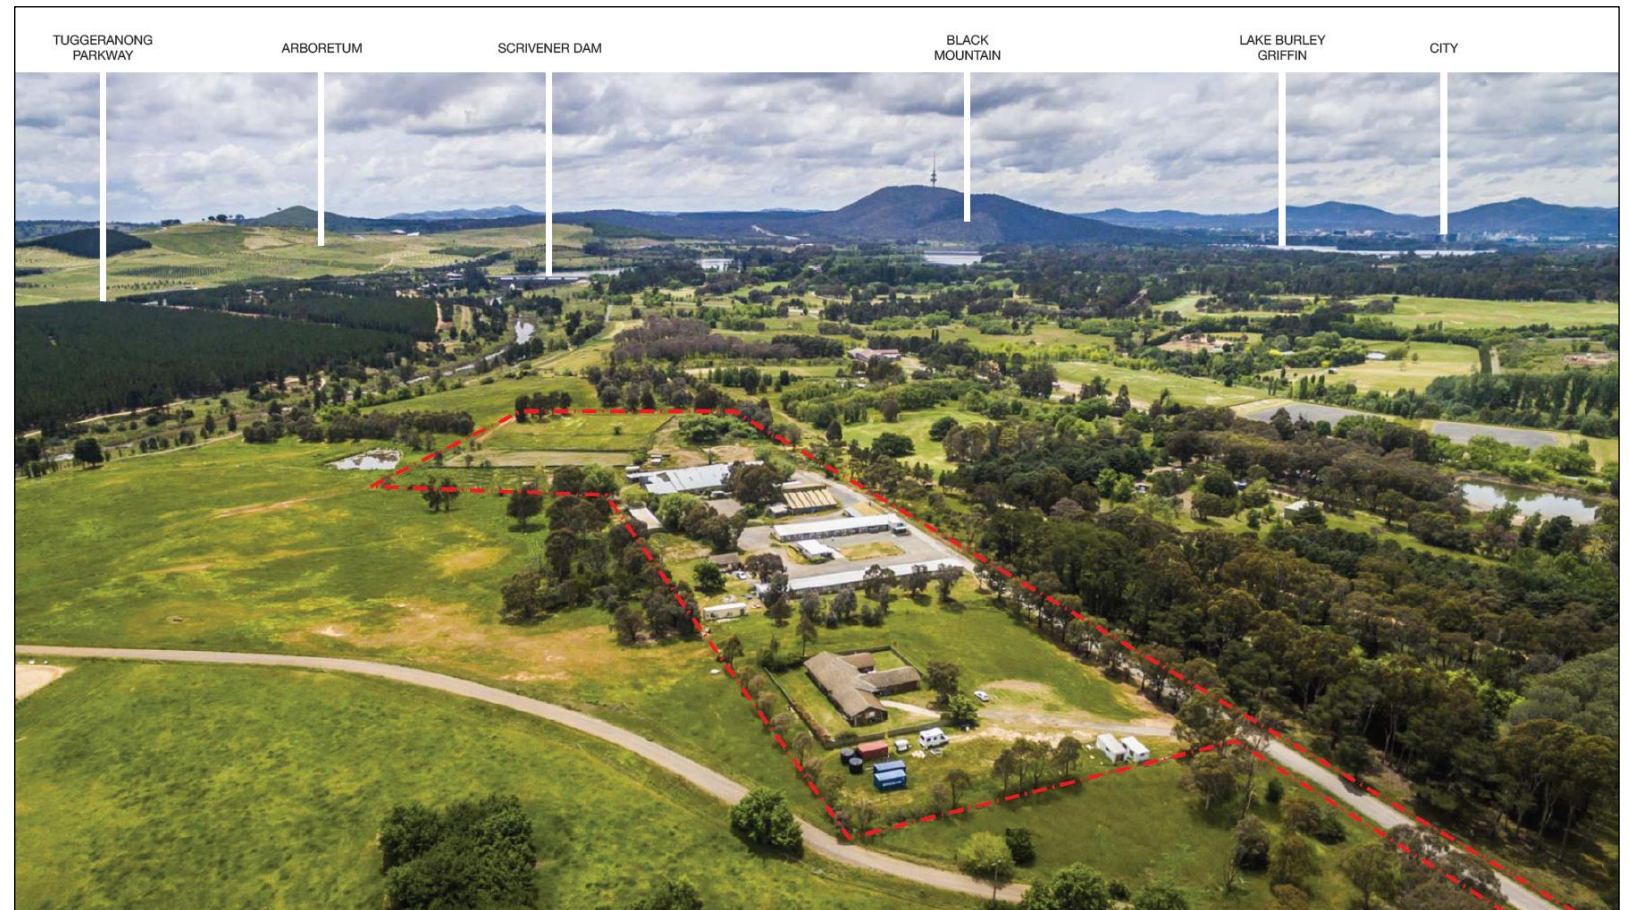 TUGGERANONG
PARKWAY
ARBORETUM
SCRIVENER DAM
BLACK
MOUNTAIN
LAKE BURLEY
GRIFFIN
CITY